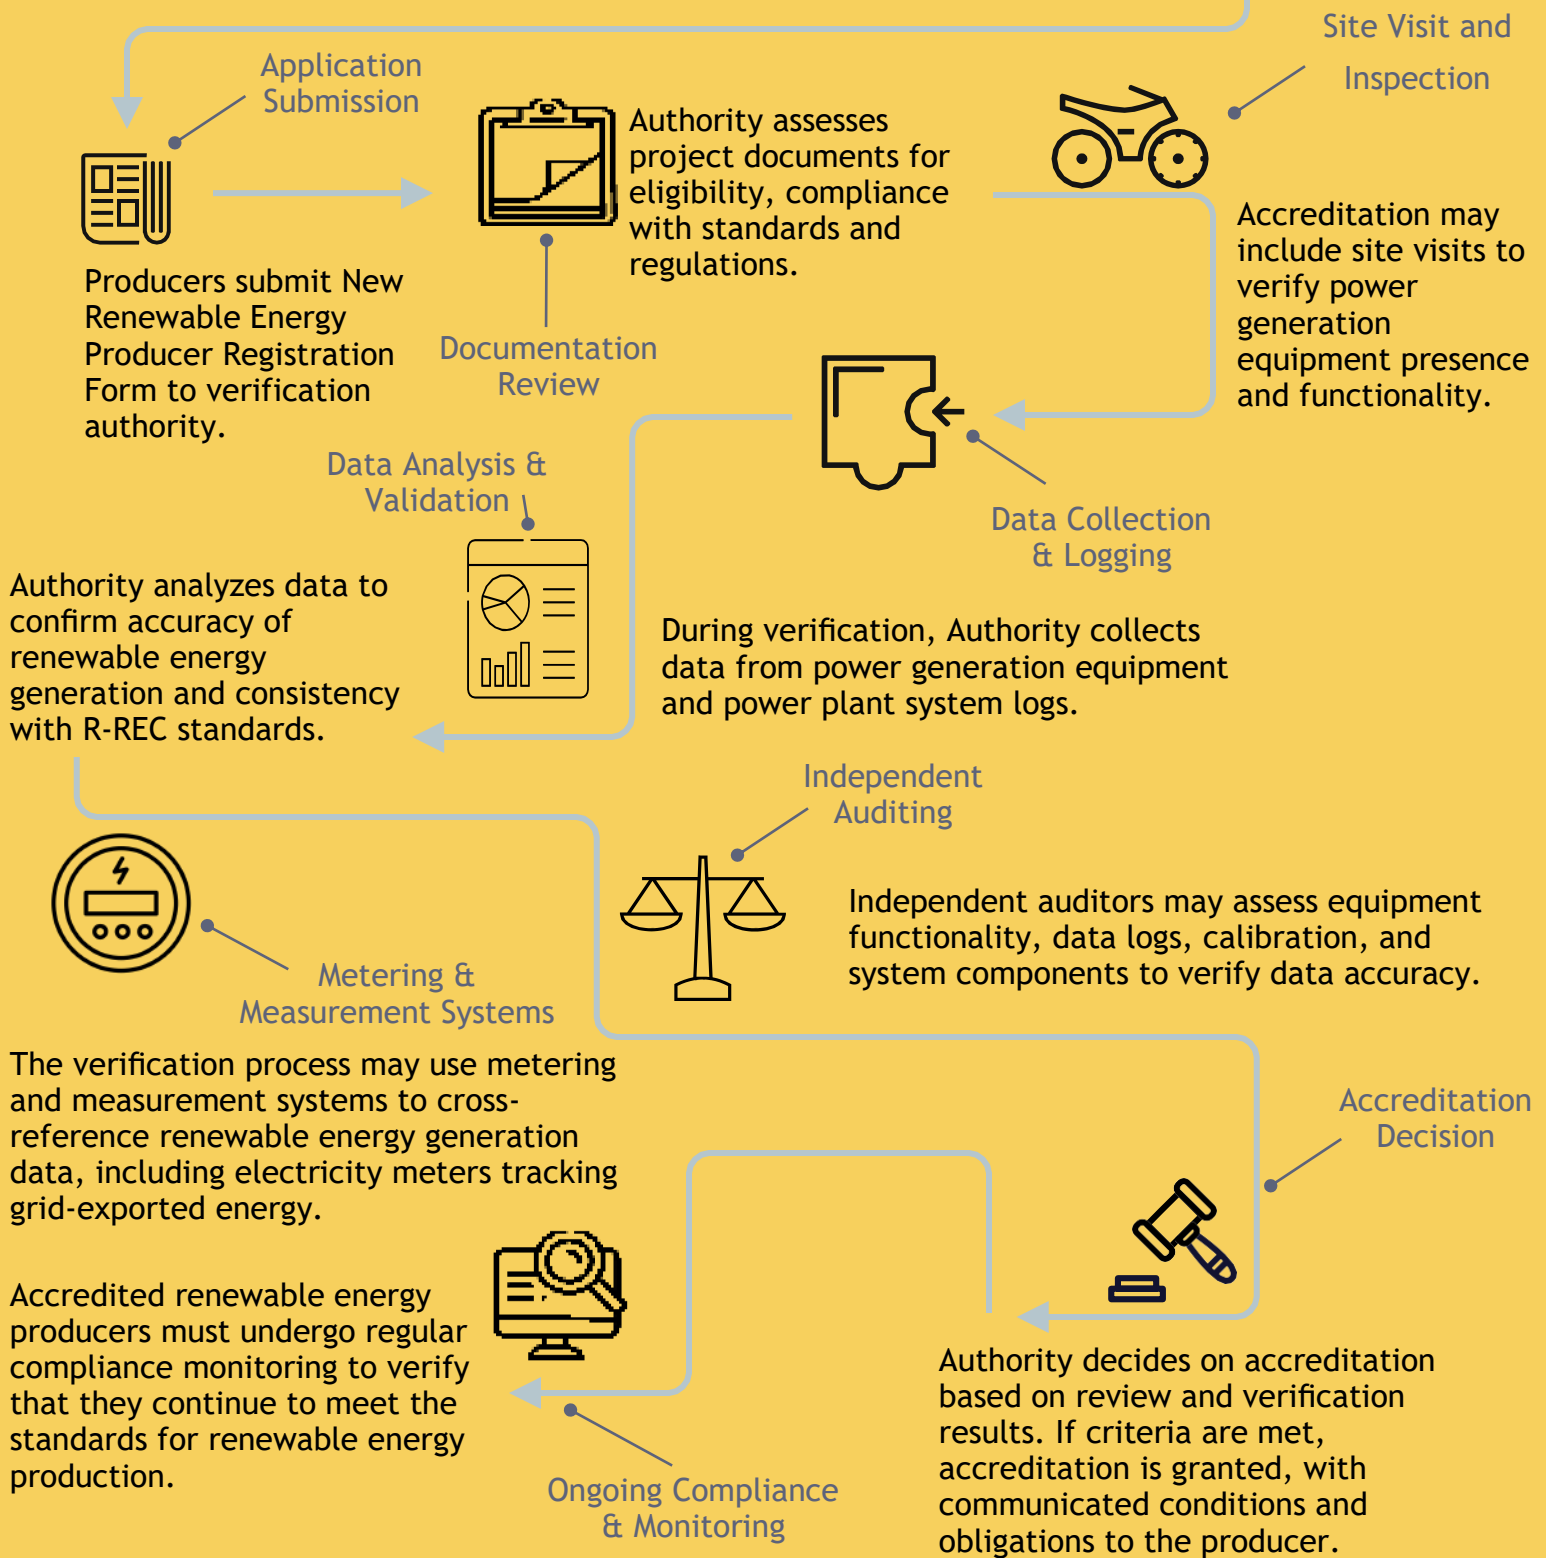 Application
Submission
Producers submit New
Renewable Energy
Producer Registration
Form to verification
authority.
Authority assesses
project documents for
eligibility, compliance
with standards and
regulations.
Documentation
Review
Site Visit and
Inspection
Accreditation may
include site visits to
verify power
generation
equipment presence
and functionality.
Data Collection
& Logging
During verification, Authority collects
data from power generation equipment
and power plant system logs.
Data Analysis &
Validation
Authority analyzes data to
confirm accuracy of
renewable energy
generation and consistency
with R-REC standards.
Metering &
Measurement Systems
The verification process may use metering
and measurement systems to cross-
reference renewable energy generation
data, including electricity meters tracking
grid-exported energy.
Independent
Auditing
Independent auditors may assess equipment
functionality, data logs, calibration, and
system components to verify data accuracy.
Accreditation
Decision
Authority decides on accreditation
based on review and verification
results. If criteria are met,
accreditation is granted, with
communicated conditions and
obligations to the producer.
Accredited renewable energy
producers must undergo regular
compliance monitoring to verify
that they continue to meet the
standards for renewable energy
production.
Ongoing Compliance
& Monitoring